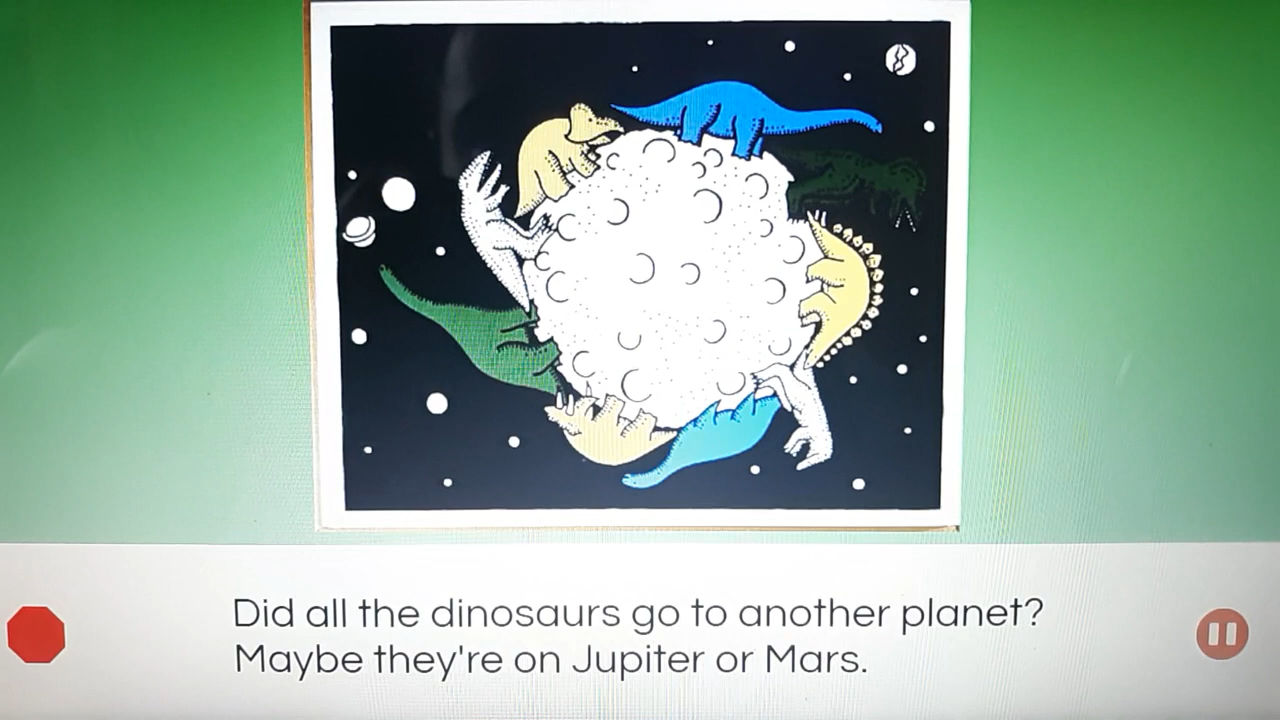 Did all the dinosaurs go to another planet?
Maybe they're on Jupiter or Mars.